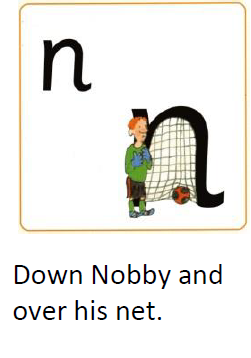 n
n
Down Nobby and
over his net.